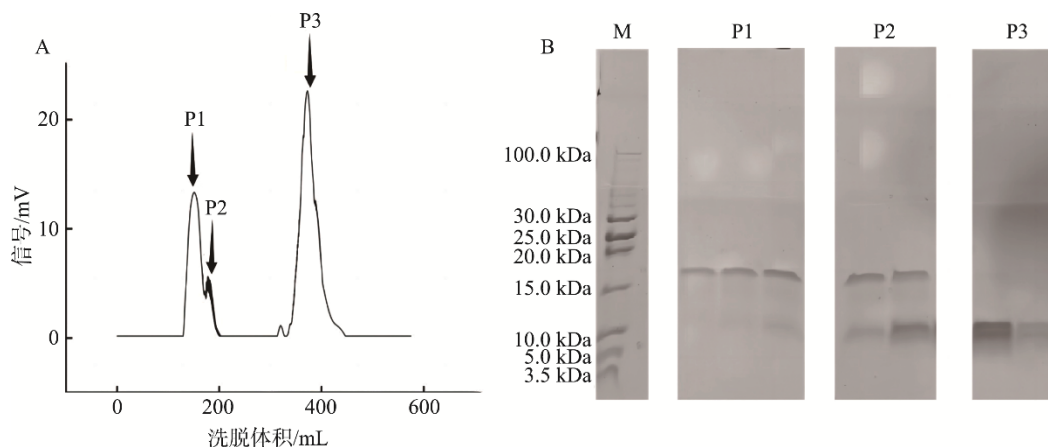 A
P3
P1
P2
20
10
0
信号/mV
0
200
400
600
洗脱体积/mL
B
M
P1
P2
P3
100.0 kDa
30.0 kDa
25.0 kDa
20.0 kDa
15.0 kDa
10.0 kDa
5.0 kDa
3.5 kDa